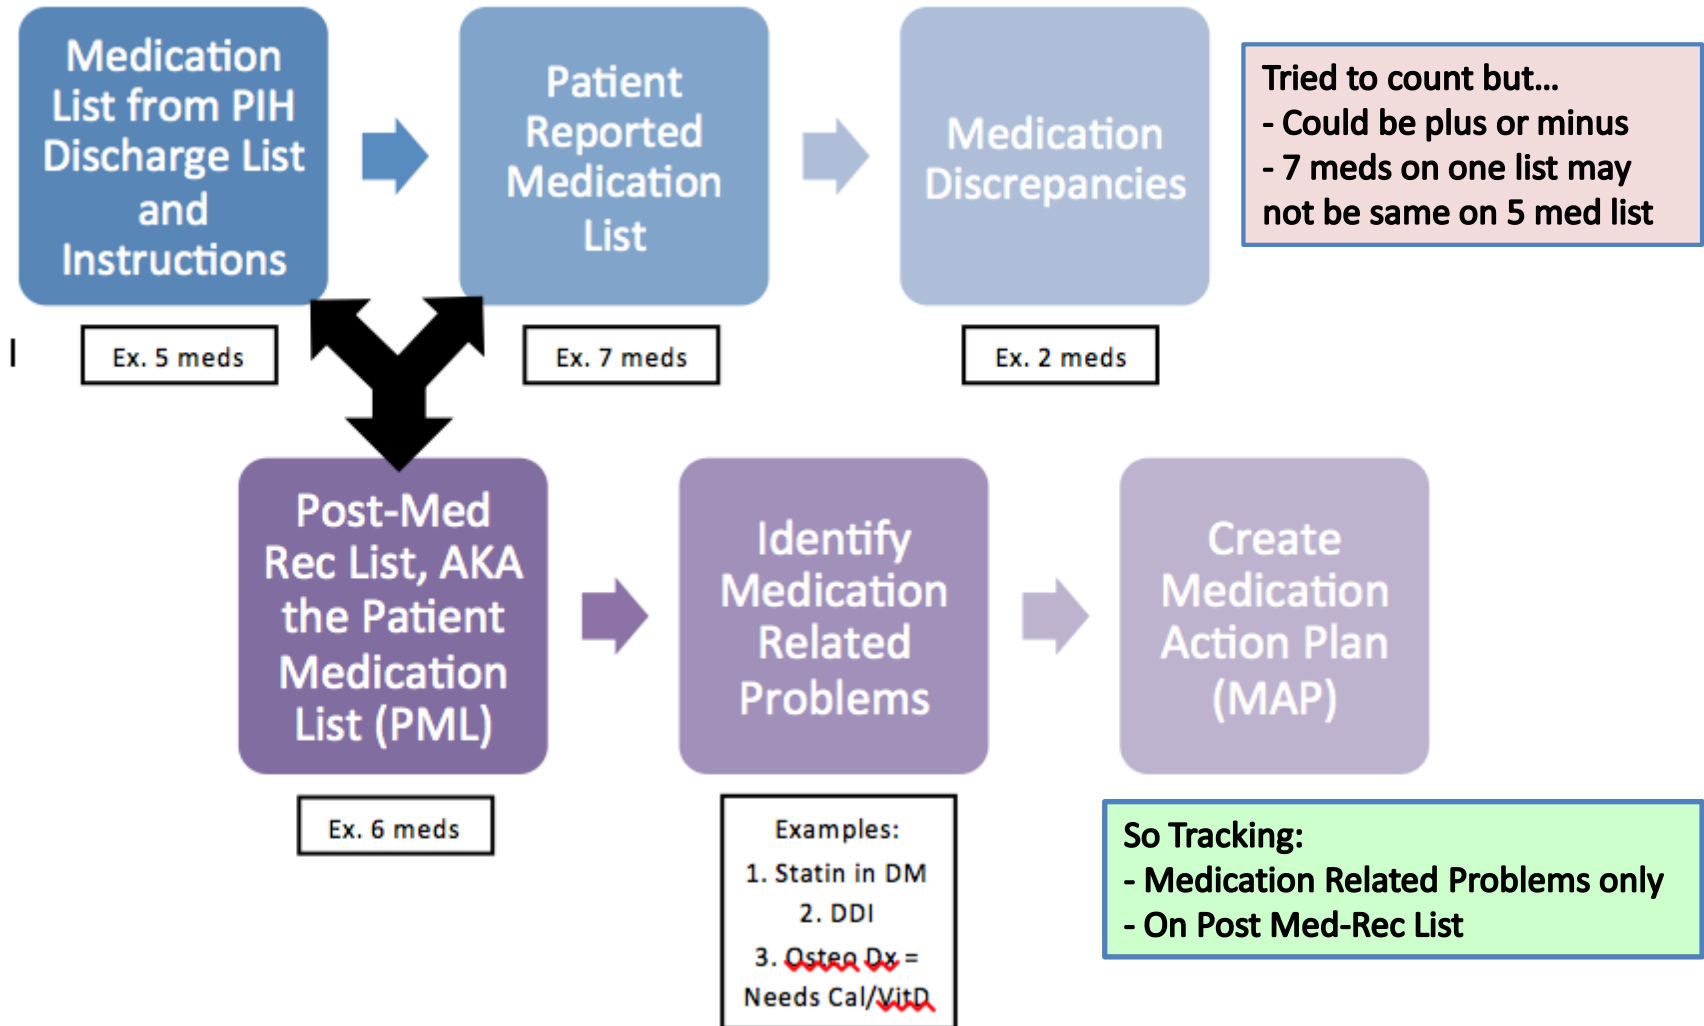 Medication
List from PIH
Discharge List
and
Instructions
Patient
Reported
Medication
List
Medication
Discrepancies
Tried to count but...
- Could be plus or minus
- 7 meds on one list may
not be same on 5 med list
l
Ex. 5 meds
Ex. 7 meds
Ex. 2 meds
Post-Med
Rec List, AKA
the Patient
Medication
List (PML)
Identify
Medication
Related
Problems
Create
Medication
Action Plan
(MAP)
Ex. 6 meds
Examples:
1. Statin in DM
2. DDI
3. Osteo Dx =
Needs Cal/VitD
So Tracking:
- Medication Related Problems only
- On Post Med-Rec List